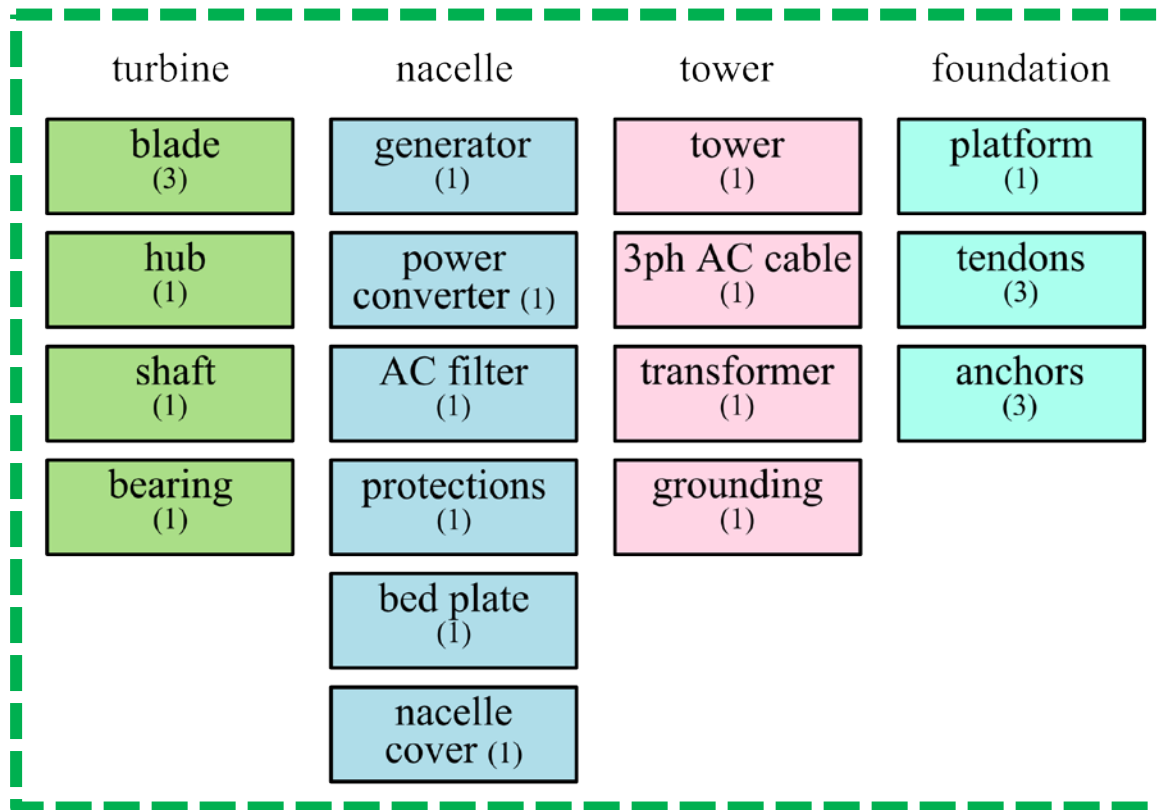 turbine
nacelle
tower
foundation
blade
(3)
generator
(1)
tower
(1)
platform
(1)
hub
(1)
power
converter (1)
3ph AC cable
(1)
tendons
(3)
shaft
(1)
AC filter
(1)
transformer
(1)
anchors
(3)
bearing
(1)
protections
(1)
grounding
(1)
bed plate
(1)
nacelle
cover (1)